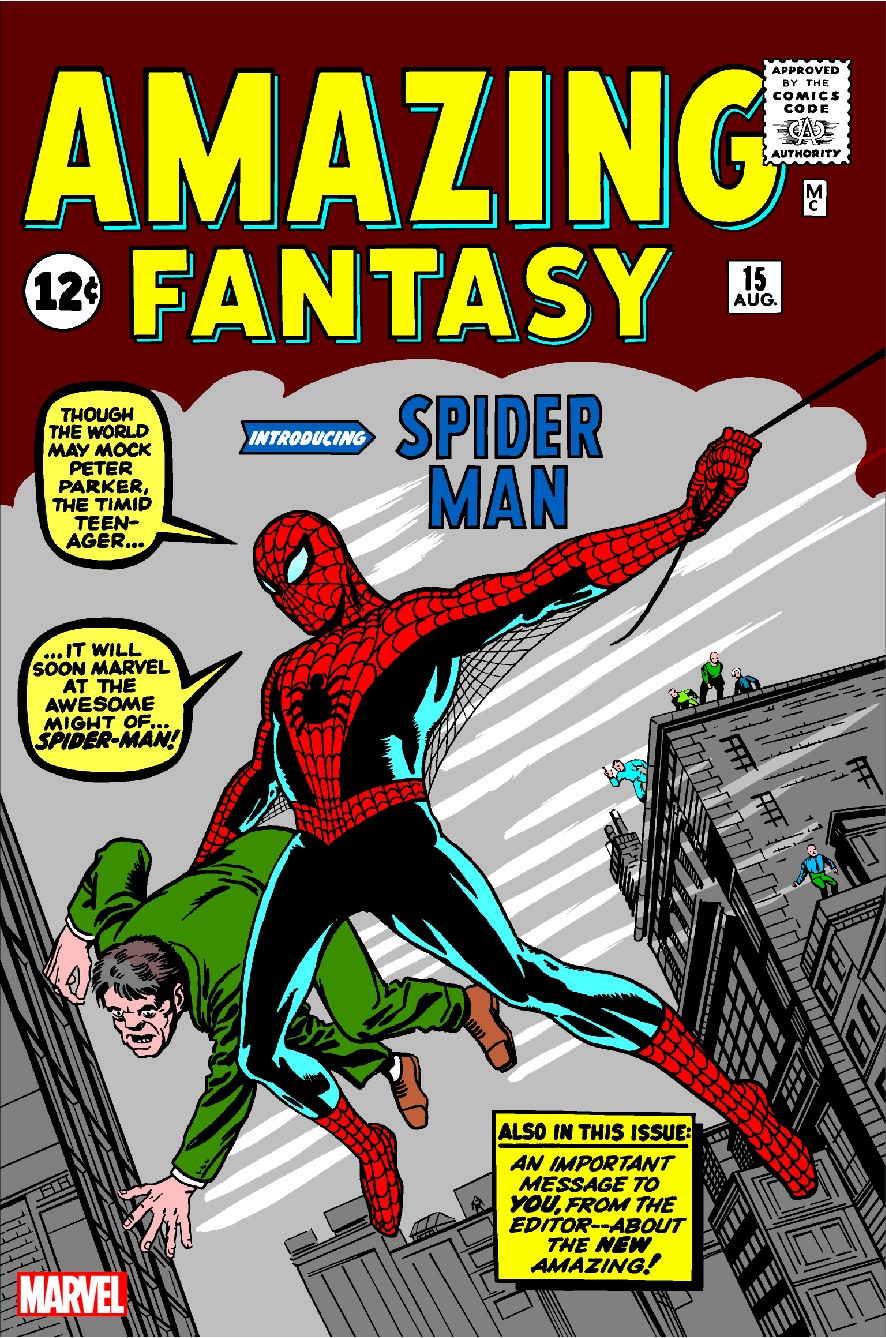 AMAZING
FANTASY
APPROVED
BY THE
COMICS
CODE
CAC
AUTHORITY
M
C
12¢
15
AUG.
INTRODUCING
SPIDER
MAN
THOUGH
THE WORLD
MAY MOCK
PETER
PARKER,
THE TIMID
TEEN-
AGER...
...IT WILL
SOON MARVEL
AT THE
AWESOME
MIGHT OF...
SPIDER-MAN!
ALSO IN THIS ISSUE:
AN IMPORTANT
MESSAGE TO
YOU, FROM THE
EDITOR--ABOUT
THE NEW
AMAZING!
MARVEL